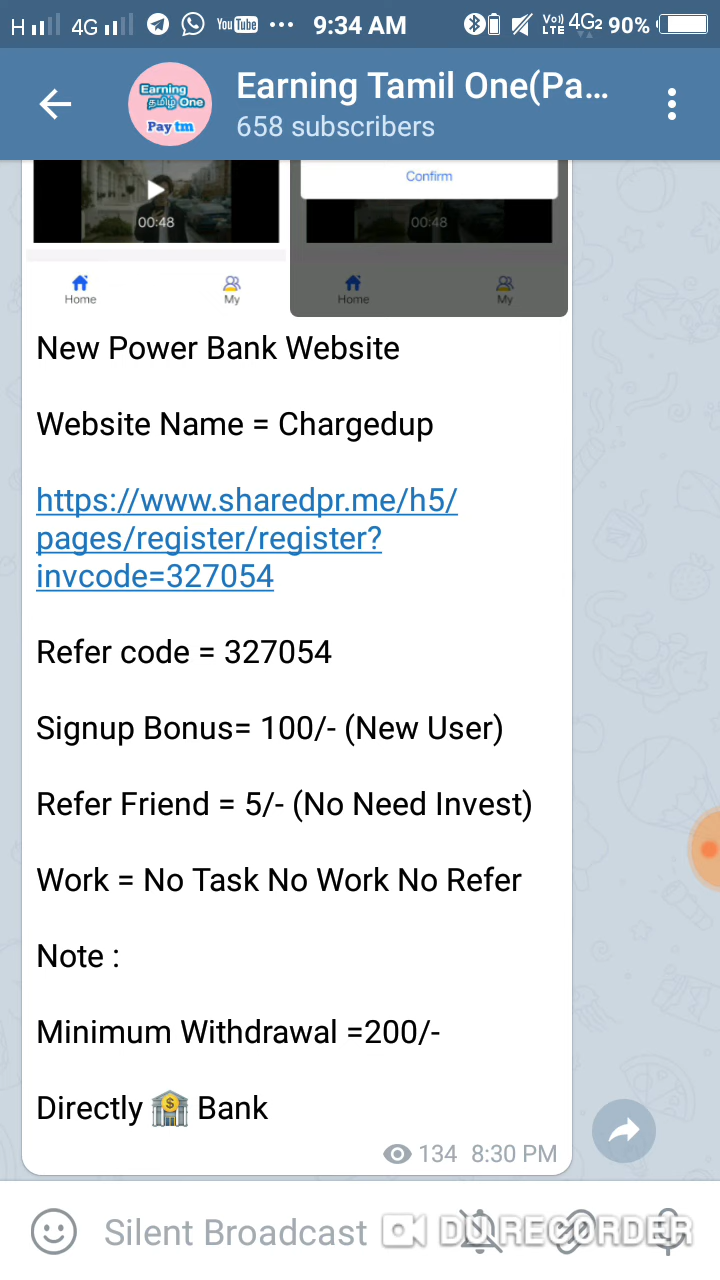 H 4G YouTube ... 9:34 AM Vo)) LTE 4G2 90%
Earning தமிழ் One Paytm
Earning Tamil One(Pa...
658 subscribers
Confirm
00:48
00:48
Home My Home My
New Power Bank Website
Website Name = Chargedup
https://www.sharedpr.me/h5/
pages/register/register?
invcode=327054
Refer code = 327054
Signup Bonus= 100/- (New User)
Refer Friend = 5/- (No Need Invest)
Work = No Task No Work No Refer
Note :
Minimum Withdrawal =200/-
Directly 🏦 Bank
134 8:30 PM
Silent Broadcast DU RECORDER